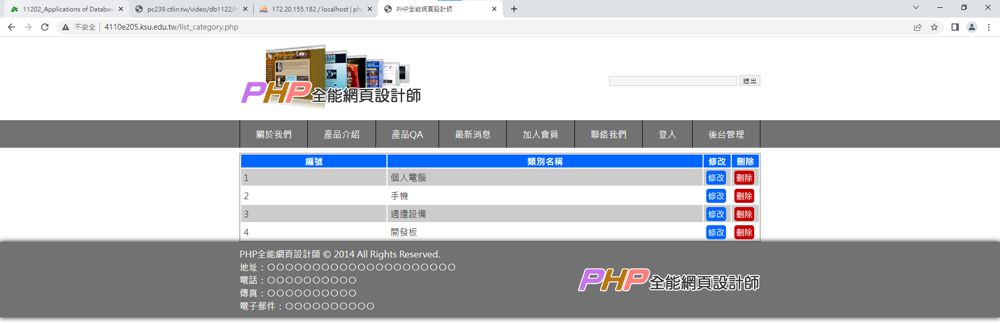 11202_Applications of Databas
pc239.ctlin.tw/video/db1122/H
172.20.155.182 / localhost | php
PHP全能網頁設計師
不安全
4110e205.ksu.edu.tw/list_category.php
PHP全能網頁設計師
送出
關於我們
產品介紹
產品QA
最新消息
加入會員
聯絡我們
登入
後台管理
編號 類別名稱 修改 刪除
1 個人電腦 修改 刪除
2 手機 修改 刪除
3 週邊設備 修改 刪除
4 開發板 修改 刪除
PHP全能網頁設計師 © 2014 All Rights Reserved.
地址：〇〇〇〇〇〇〇〇〇〇〇〇〇〇〇〇〇〇〇〇〇
電話：〇〇〇〇〇〇〇〇〇〇
傳真：〇〇〇〇〇〇〇〇〇〇
電子郵件：〇〇〇〇〇〇〇〇〇〇
PHP全能網頁設計師